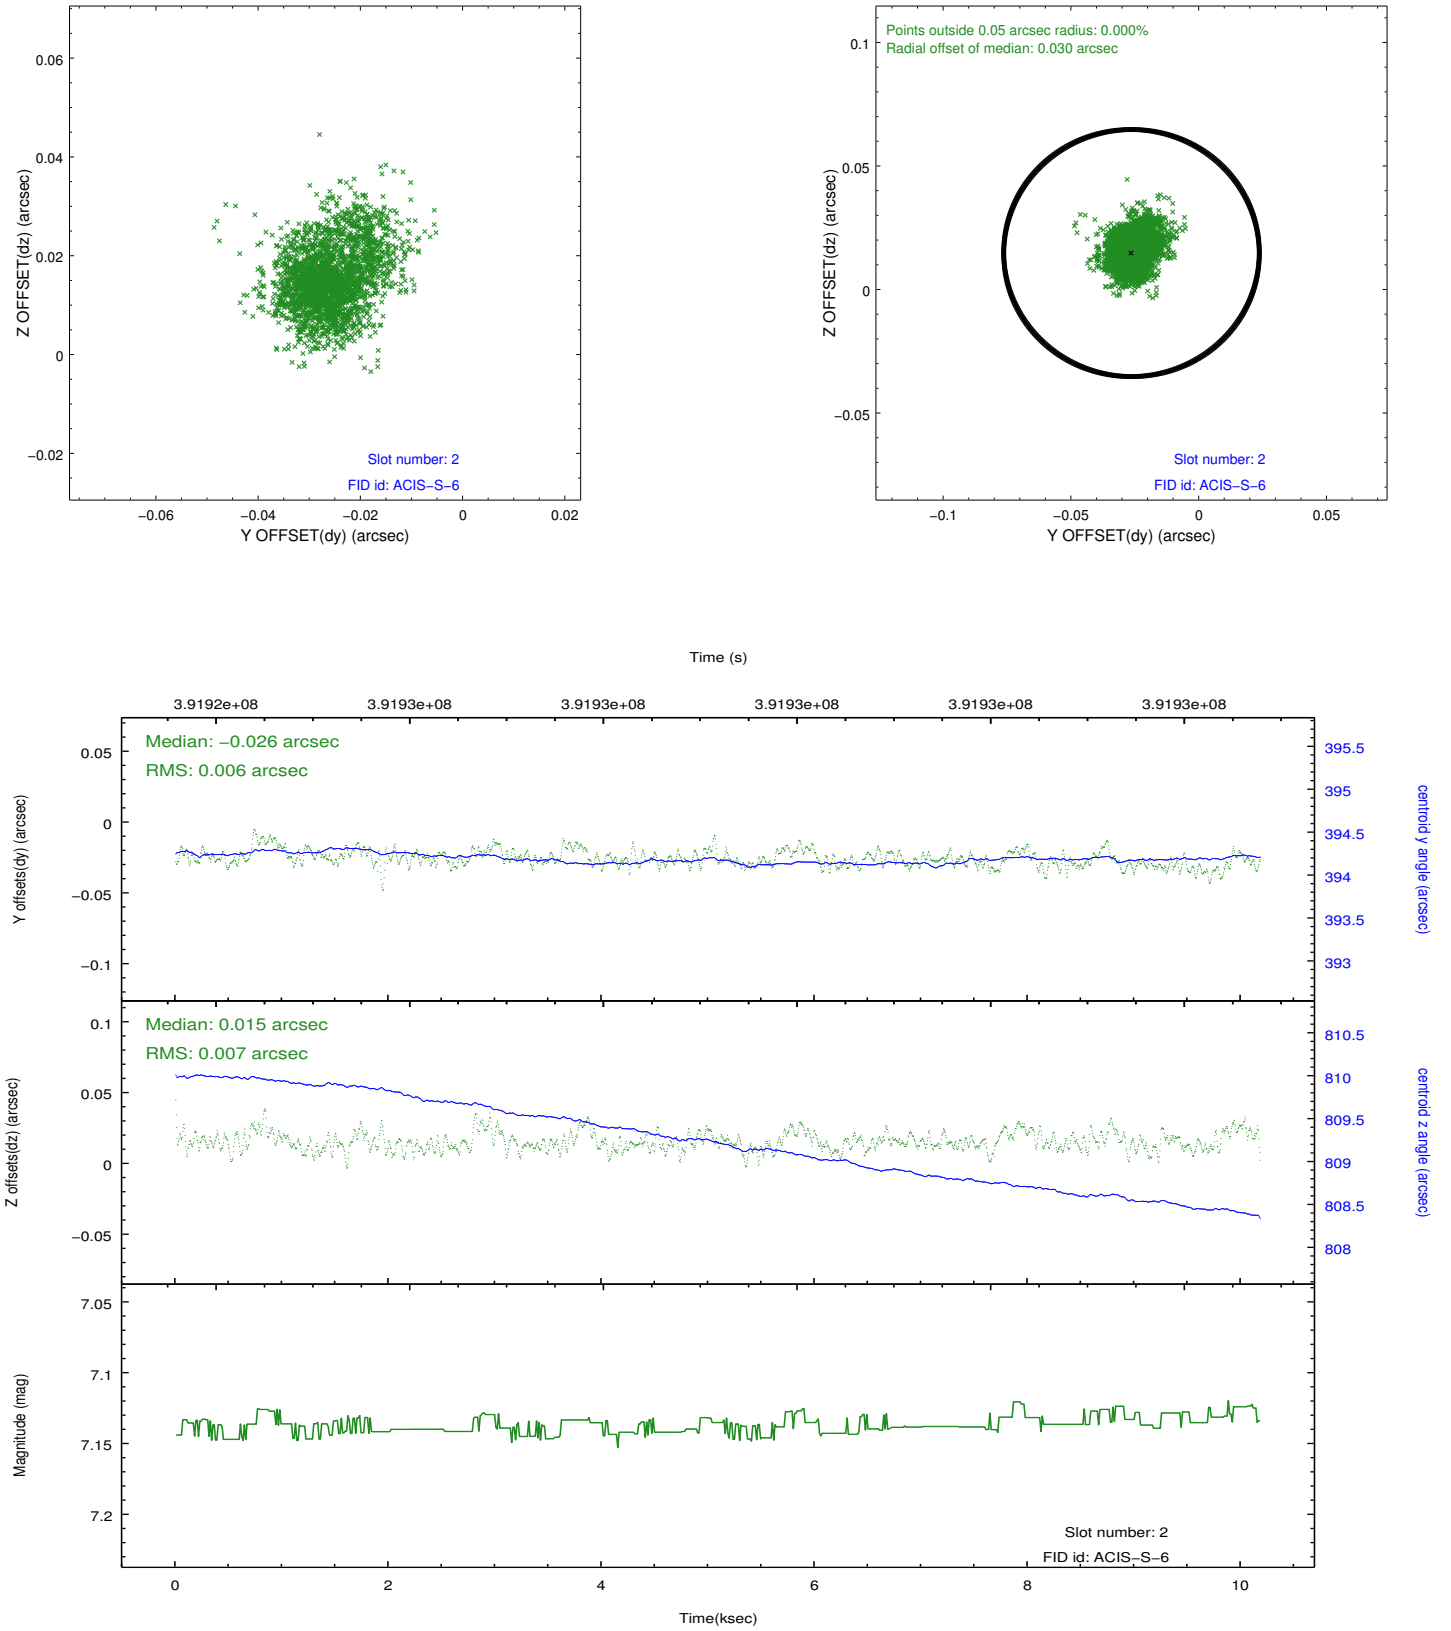 0.06
0.04
0.02
0
−0.02
Z OFFSET(dz) (arcsec)
Slot number: 2
FID id: ACIS−S−6
−0.06
−0.04
−0.02
0
0.02
Y OFFSET(dy) (arcsec)
Points outside 0.05 arcsec radius: 0.000%
Radial offset of median: 0.030 arcsec
0.1
0.05
0
−0.05
Z OFFSET(dz) (arcsec)
Slot number: 2
FID id: ACIS−S−6
−0.1
−0.05
0
0.05
Y OFFSET(dy) (arcsec)
Time (s)
3.9192e+08
3.9193e+08
3.9193e+08
3.9193e+08
3.9193e+08
3.9193e+08
Median: −0.026 arcsec
RMS: 0.006 arcsec
0.05
0
−0.05
−0.1
Y offsets(dy) (arcsec)
395.5
395
394.5
394
393.5
393
centroid y angle (arcsec)
Median: 0.015 arcsec
RMS: 0.007 arcsec
0.1
0.05
0
−0.05
Z offsets(dz) (arcsec)
810.5
810
809.5
809
808.5
808
centroid z angle (arcsec)
7.05
7.1
7.15
7.2
Magnitude (mag)
Slot number: 2
FID id: ACIS−S−6
0
2
4
6
8
10
Time(ksec)